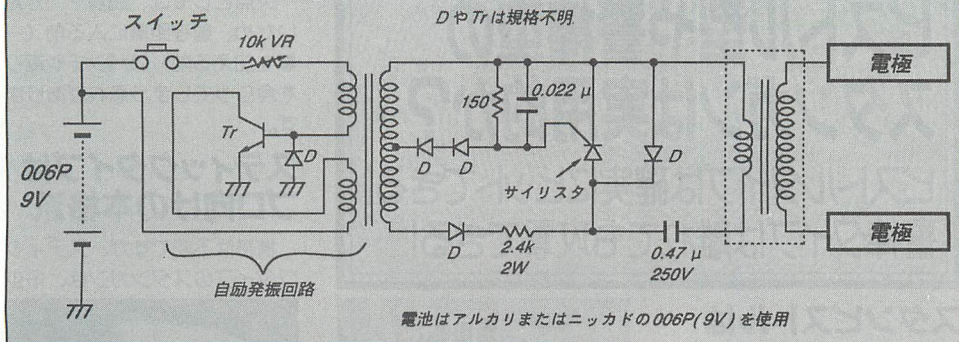 DやTrは規格不明
スイッチ
10k VR
電極
150
0.022 μ
Tr
D
D
D
D
006P
9V
サイリスタ
電極
D
2.4k
2W
0.47 μ
250V
自励発振回路
電池はアルカリまたはニッカドの006P(9V)を使用